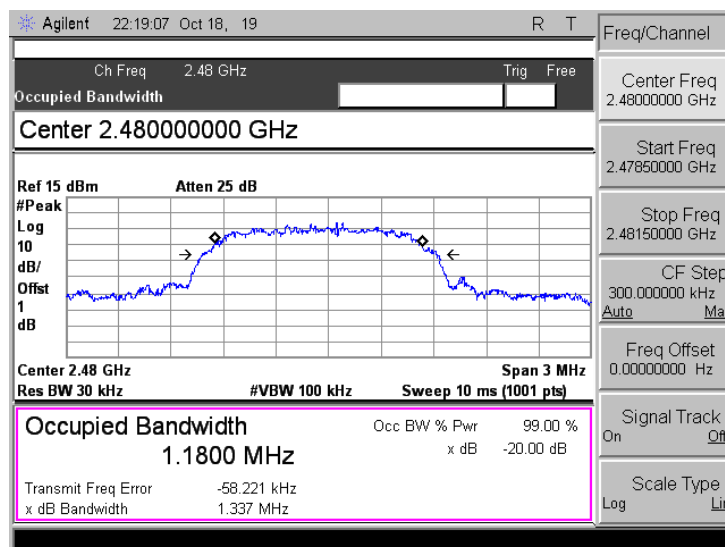 Agilent 22:19:07 Oct 18, 19 R T
Ch Freq 2.48 GHz Trig Free
Occupied Bandwidth
Center 2.480000000 GHz
Ref 15 dBm Atten 25 dB
#Peak
Log
10
dB/
Offst
1
dB
Center 2.48 GHz Span 3 MHz
Res BW 30 kHz #VBW 100 kHz Sweep 10 ms (1001 pts)
Occupied Bandwidth Occ BW % Pwr 99.00 %
1.1800 MHz x dB -20.00 dB
Transmit Freq Error -58.221 kHz
x dB Bandwidth 1.337 MHz
Freq/Channel
Center Freq
2.48000000 GHz
Start Freq
2.47850000 GHz
Stop Freq
2.48150000 GHz
CF Step
300.000000 kHz
Auto Ma
Freq Offset
0.00000000 Hz
Signal Track
On Off
Scale Type
Log Li